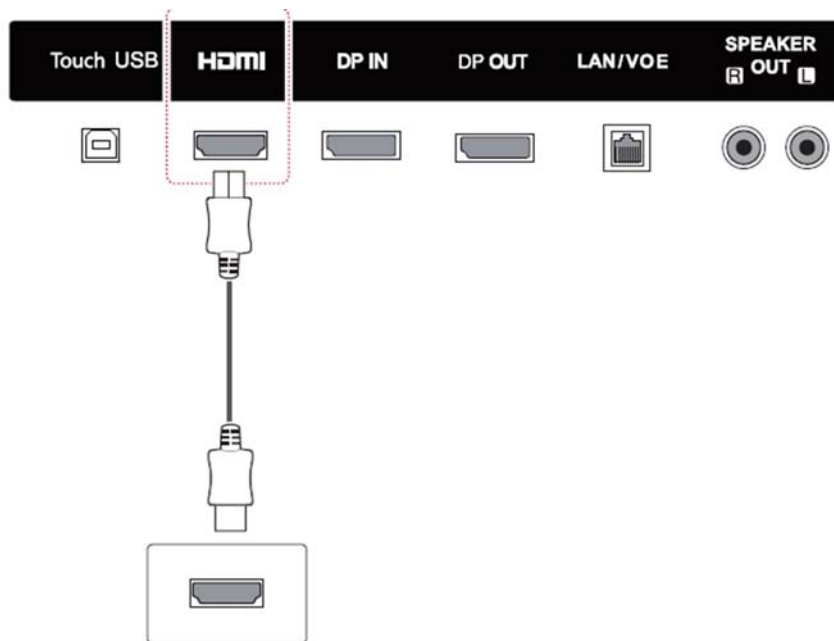 Touch USB
HDMI
DP IN
DP OUT
LAN/VOE
SPEAKER
R OUT L